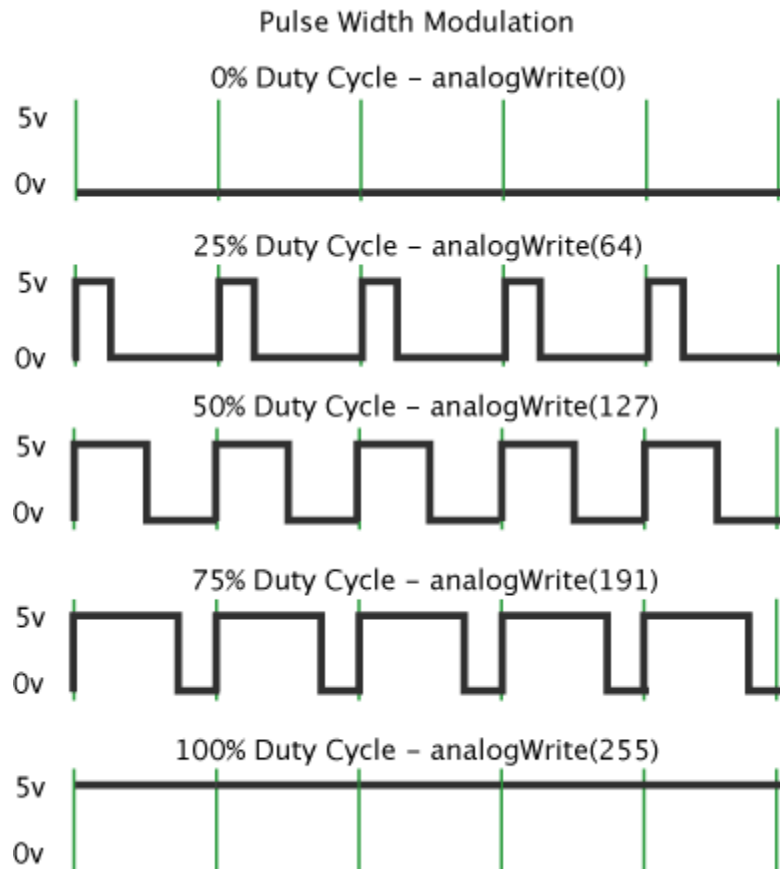 Pulse Width Modulation
0% Duty Cycle – analogWrite(0)
5v
0v
25% Duty Cycle – analogWrite(64)
5v
0v
50% Duty Cycle – analogWrite(127)
5v
0v
75% Duty Cycle – analogWrite(191)
5v
0v
100% Duty Cycle – analogWrite(255)
5v
0v